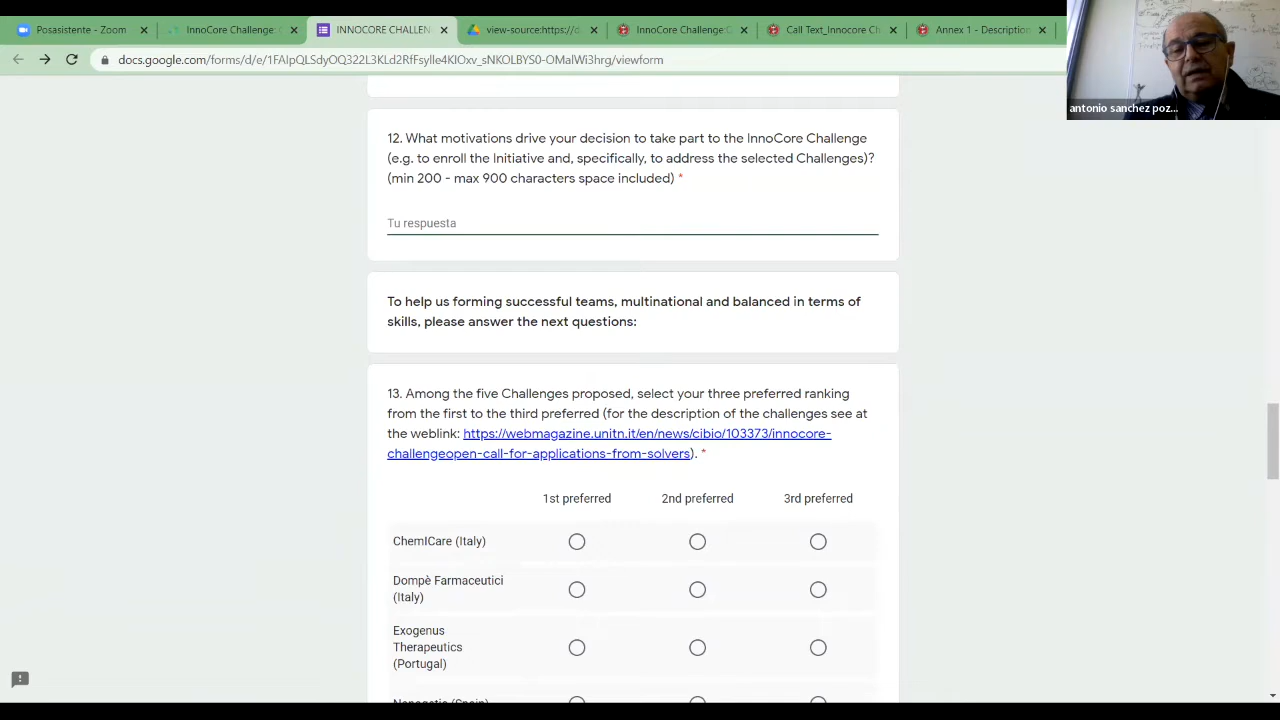 Posasistente - Zoom
InnoCore Challenge:
INNOCORE CHALLEN
view-source:https://d
InnoCore Challenge:
Call Text_Innocore Ch
Annex 1 - Description
docs.google.com/forms/d/e/1FAIpQLSdyOQ322L3KLd2RfFsylle4KIOxv_sNKOLBYS0-OMalWi3hrg/viewform
antonio sanchez poz...
12. What motivations drive your decision to take part to the InnoCore Challenge
(e.g. to enroll the Initiative and, specifically, to address the selected Challenges)?
(min 200 - max 900 characters space included) *
Tu respuesta
To help us forming successful teams, multinational and balanced in terms of
skills, please answer the next questions:
13. Among the five Challenges proposed, select your three preferred ranking
from the first to the third preferred (for the description of the challenges see at
the weblink: https://webmagazine.unitn.it/en/news/cibio/103373/innocore-
challengeopen-call-for-applications-from-solvers). *
1st preferred 2nd preferred 3rd preferred
ChemICare (Italy)
Dompè Farmaceutici
(Italy)
Exogenus
Therapeutics
(Portugal)